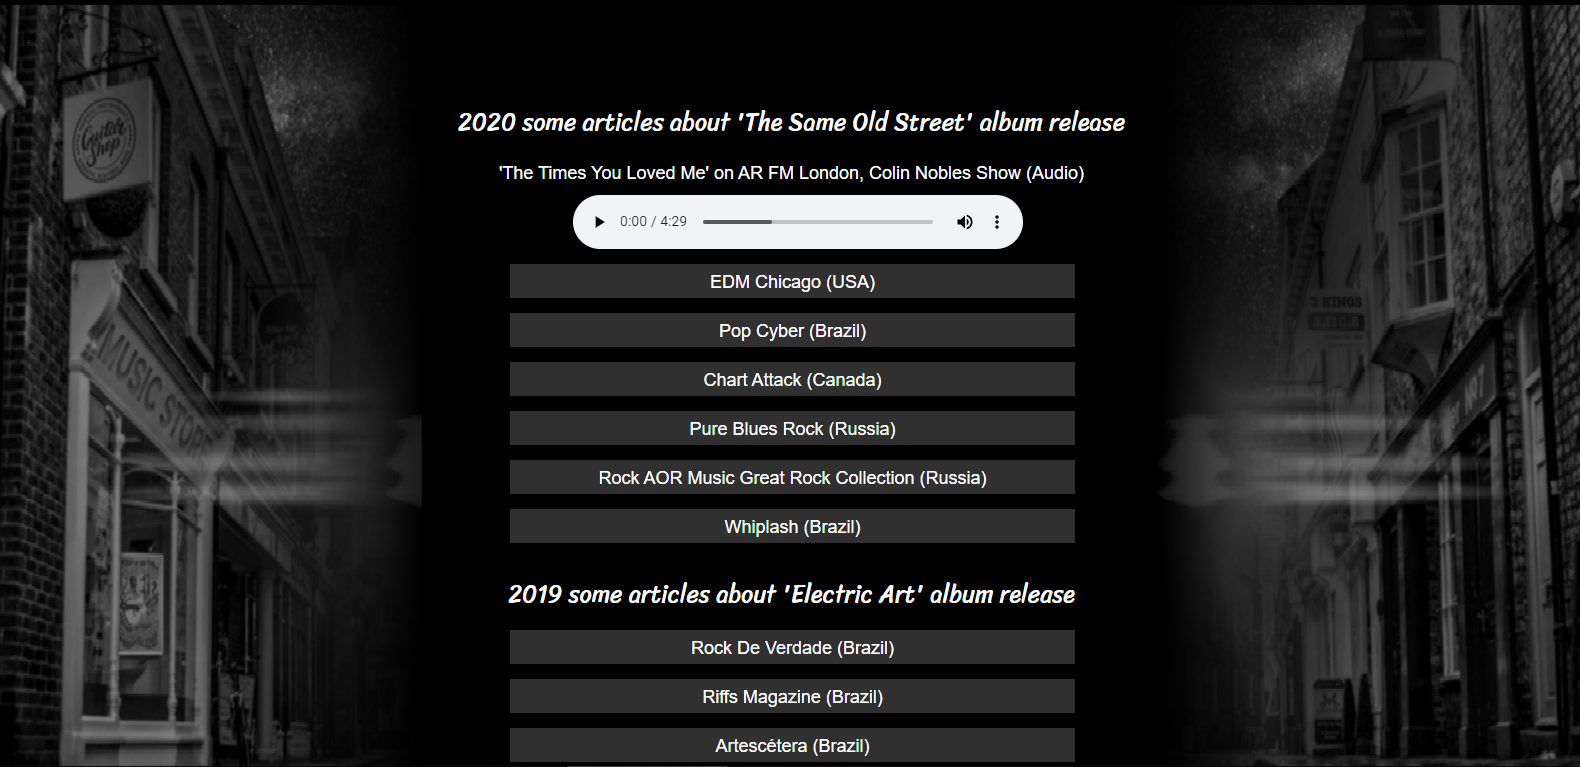 Guitar
Shop
MUSIC STORE
3 KINGS
BLUES CLUB
No7
2020 some articles about 'The Same Old Street' album release
'The Times You Loved Me' on AR FM London, Colin Nobles Show (Audio)
0:00 / 4:29
EDM Chicago (USA)
Pop Cyber (Brazil)
Chart Attack (Canada)
Pure Blues Rock (Russia)
Rock AOR Music Great Rock Collection (Russia)
Whiplash (Brazil)
2019 some articles about 'Electric Art' album release
Rock De Verdade (Brazil)
Riffs Magazine (Brazil)
Artescétera (Brazil)